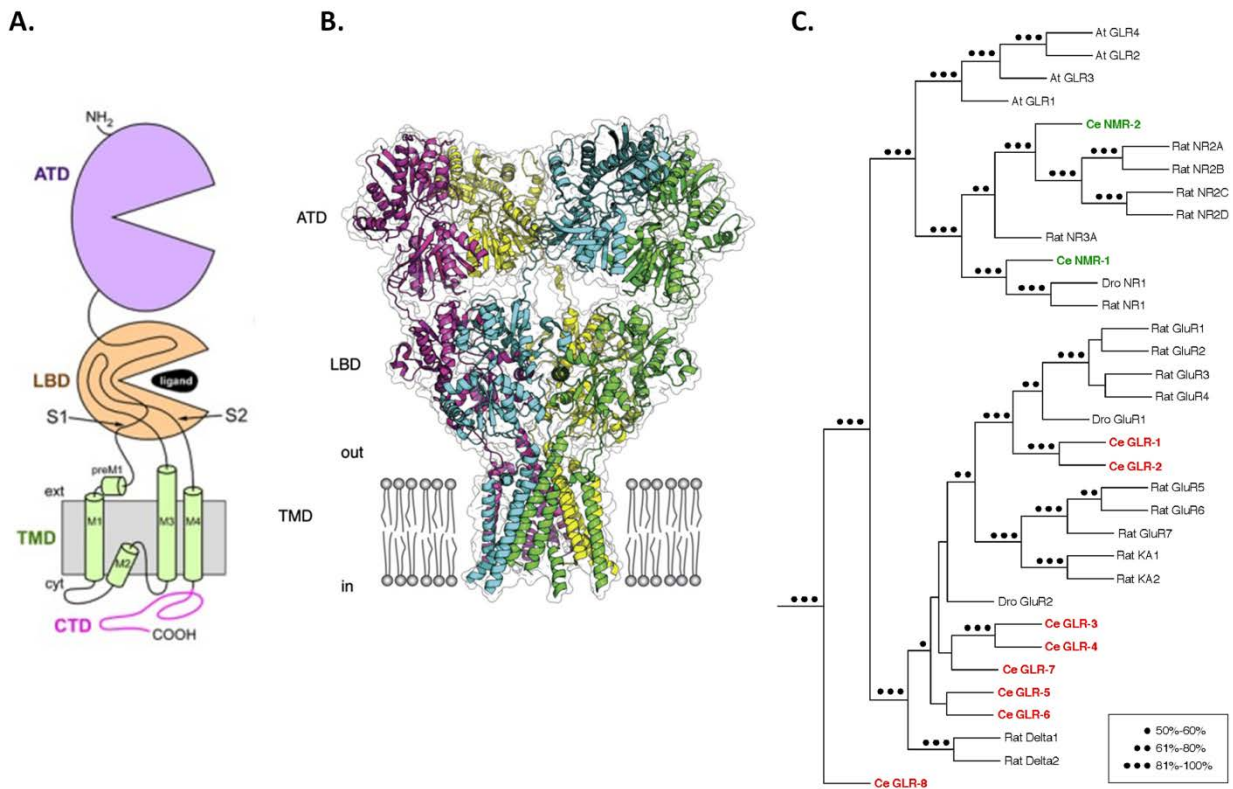 A.
NH2
ATD
LBD
ligand
S1
S2
preM1
ext
M1
M3
M4
TMD
M2
cyt
CTD
COOH
B.
ATD
LBD
out
TMD
in
C.
At GLR4
At GLR2
At GLR3
At GLR1
Ce NMR-2
Rat NR2A
Rat NR2B
Rat NR2C
Rat NR2D
Rat NR3A
Ce NMR-1
Dro NR1
Rat NR1
Rat GluR1
Rat GluR2
Rat GluR3
Rat GluR4
Dro GluR1
Ce GLR-1
Ce GLR-2
Rat GluR5
Rat GluR6
Rat GluR7
Rat KA1
Rat KA2
Dro GluR2
Ce GLR-3
Ce GLR-4
Ce GLR-7
Ce GLR-5
Ce GLR-6
Rat Delta1
Rat Delta2
Ce GLR-8
50%-60%
61%-80%
81%-100%